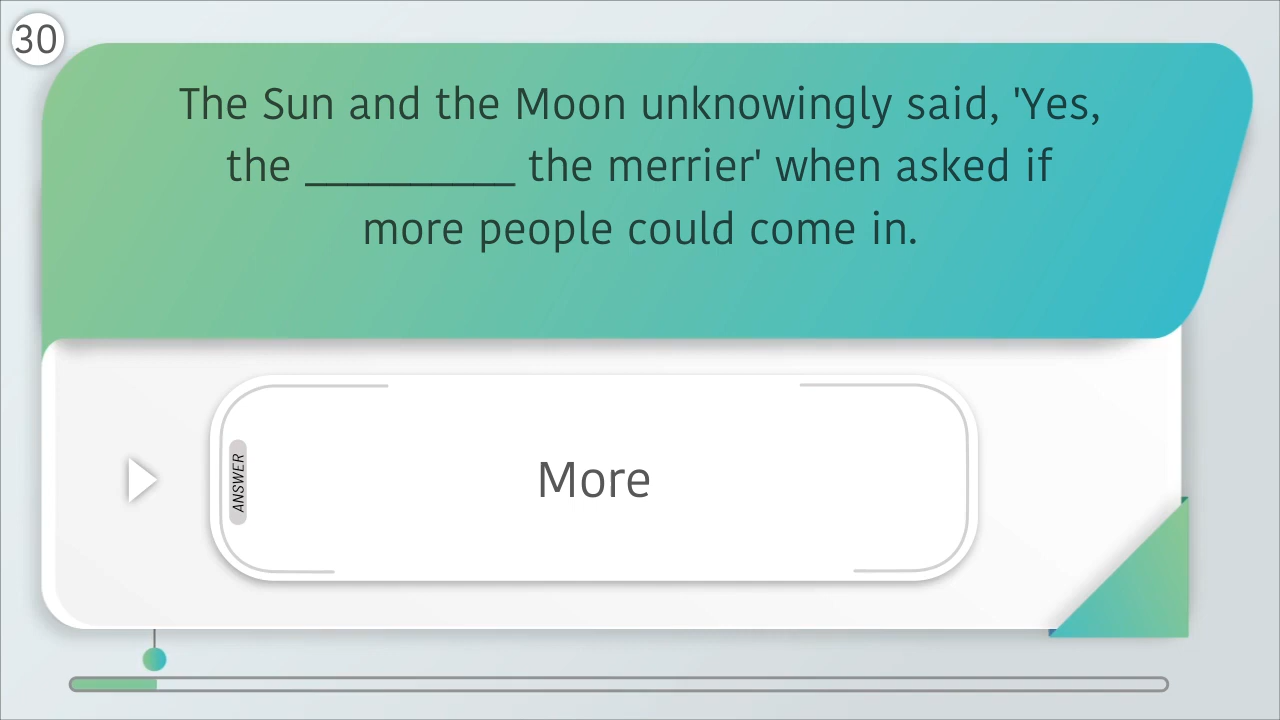 30
The Sun and the Moon unknowingly said, 'Yes,
the __________ the merrier' when asked if
more people could come in.
ANSWER
More